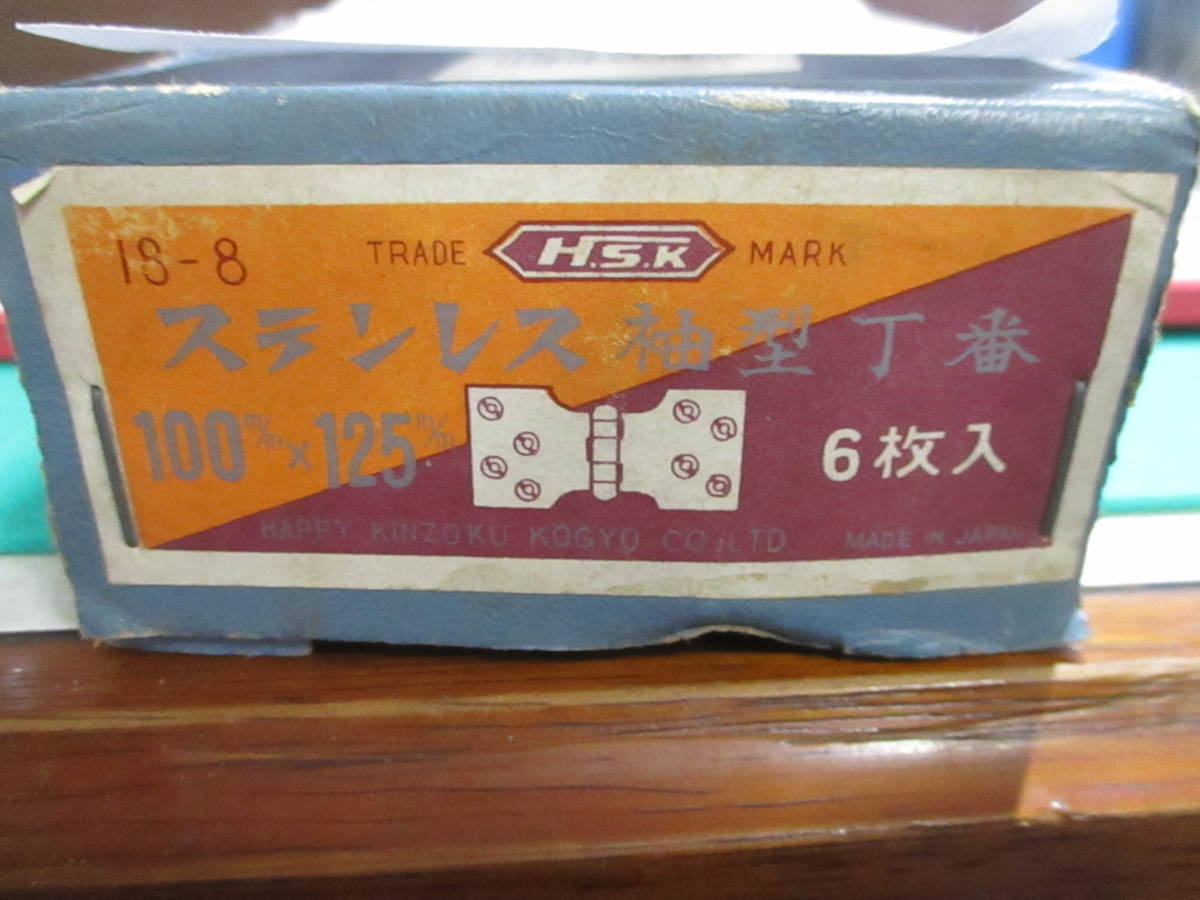 IS-8
TRADE H.S.K MARK
ステンレス袖型丁番
100m/m×125m/m
6枚入
HAPPY KINZOKU KOGYO CO.;LTD
MADE IN JAPAN